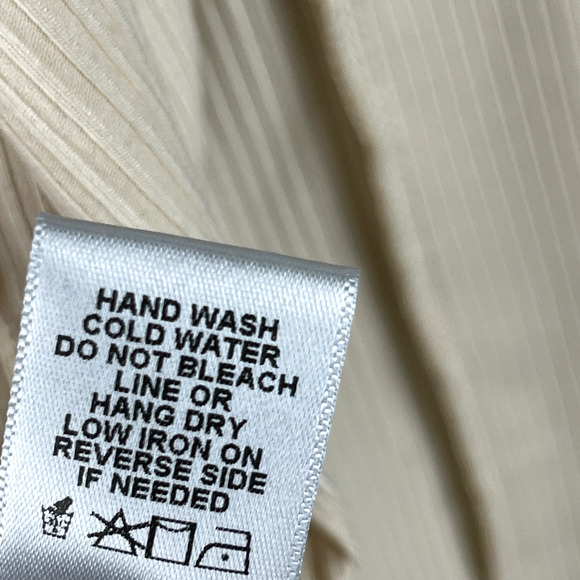 HAND WASH
COLD WATER
DO NOT BLEACH
LINE OR
HANG DRY
LOW IRON ON
REVERSE SIDE
IF NEEDED